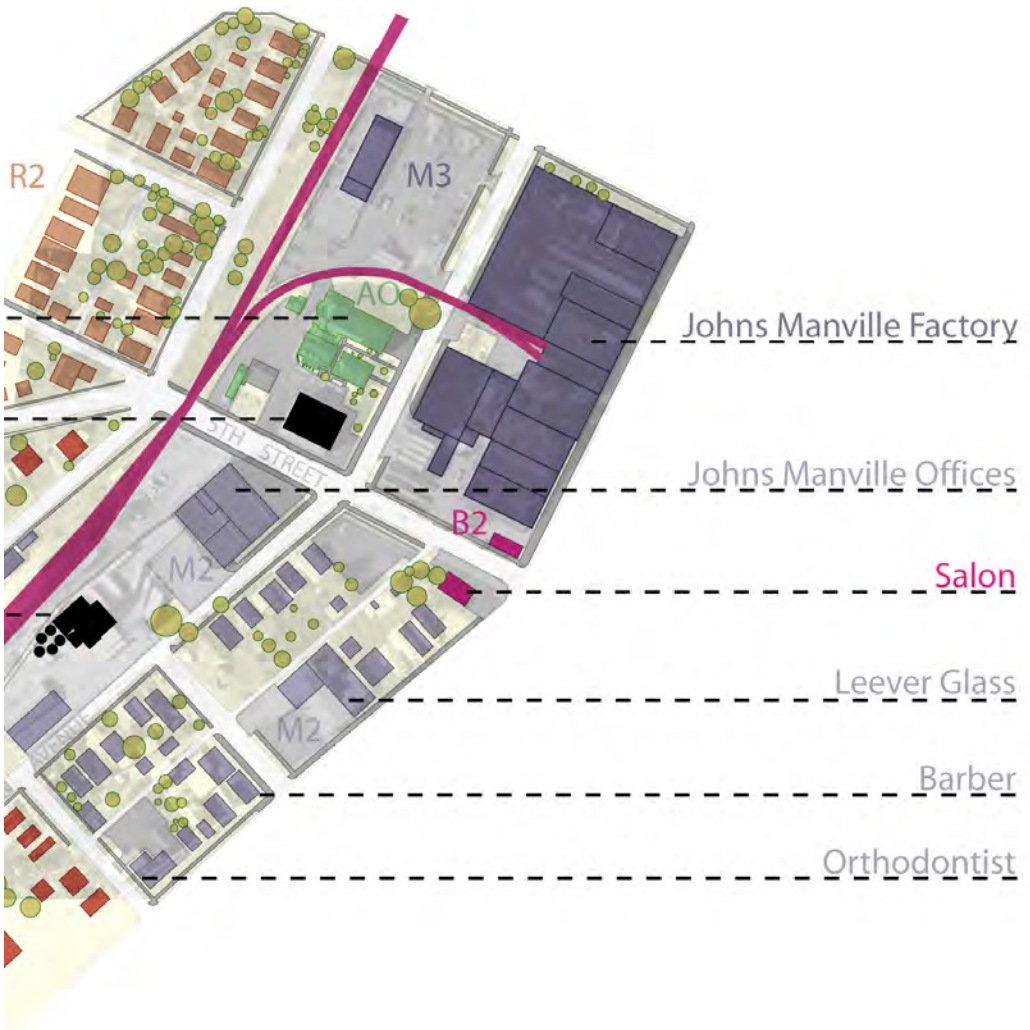 R2
M3
AO
Johns Manville Factory
5TH STREET
Johns Manville Offices
B2
M2
Salon
Leever Glass
M2
AVENUE
Barber
Orthodontist